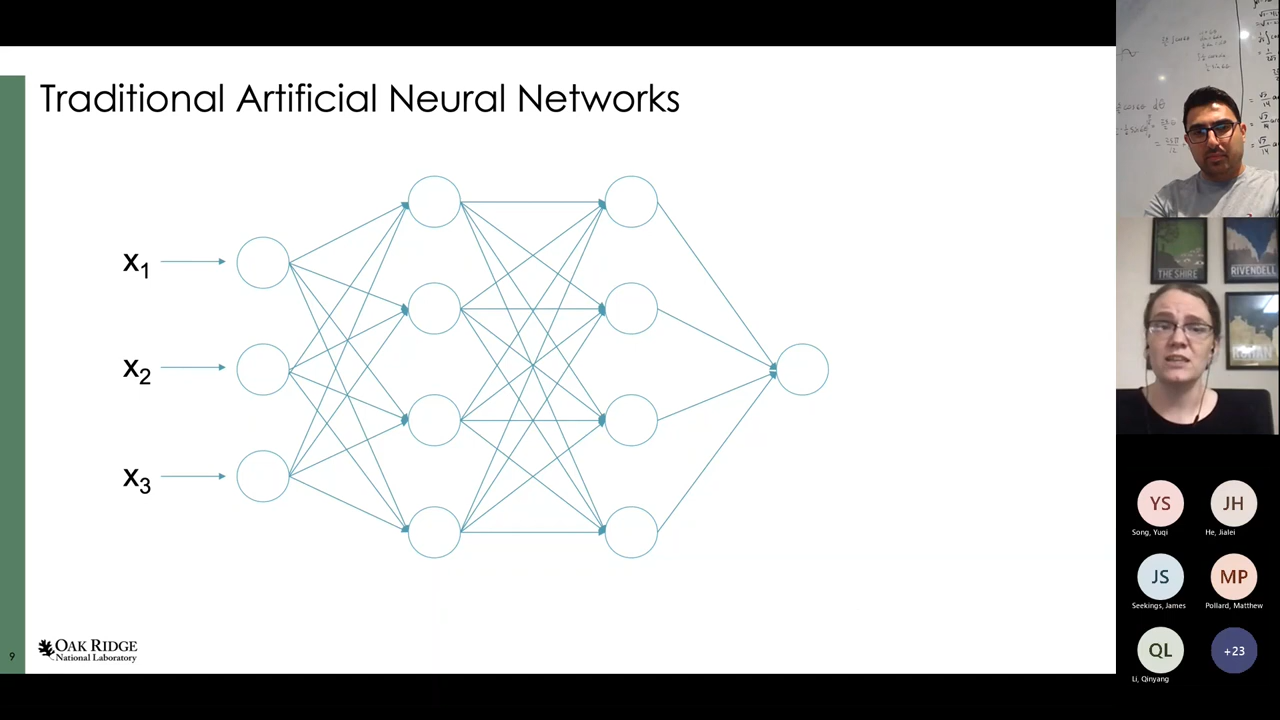 Traditional Artificial Neural Networks
x1
x2
x3
9
OAK RIDGE
National Laboratory
THE SHIRE
RIVENDELL
YS
JH
Song, Yuqi
He, Jialei
JS
MP
Seekings, James
Pollard, Matthew
QL
+23
Li, Qinyang